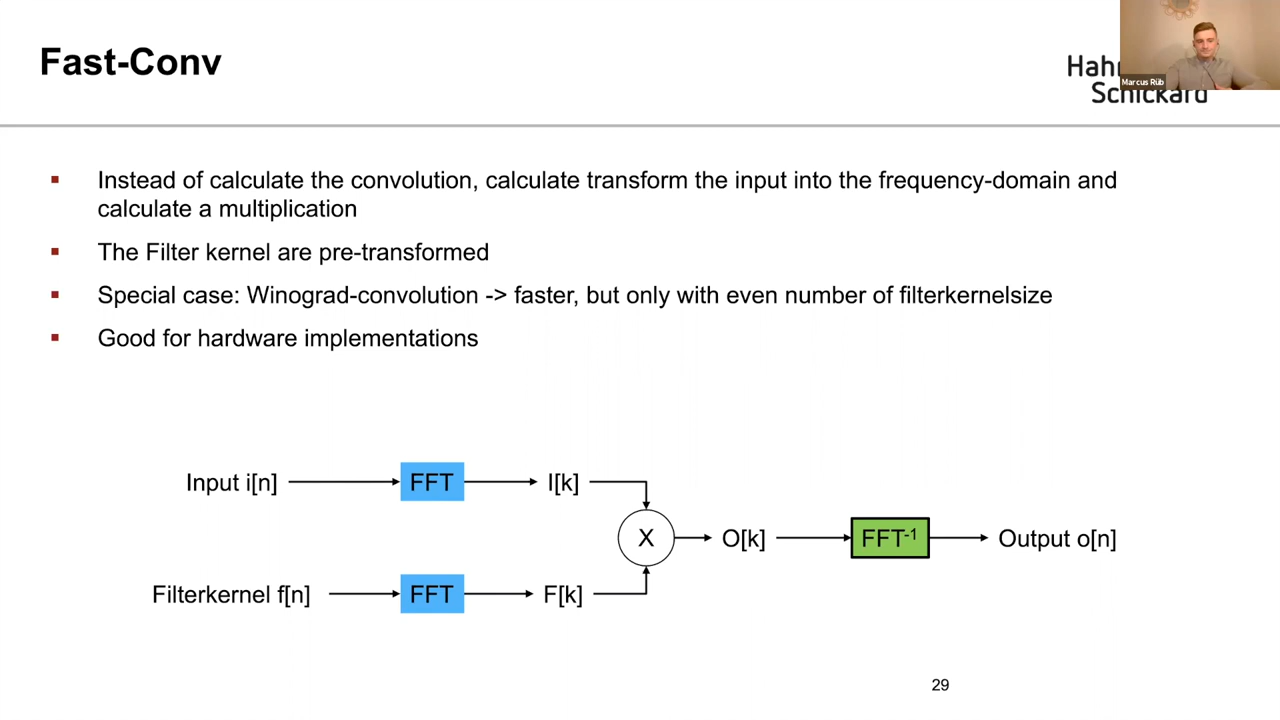 Fast-Conv
Marcus Rüb
Schickard
Instead of calculate the convolution, calculate transform the input into the frequency-domain and
calculate a multiplication
The Filter kernel are pre-transformed
Special case: Winograd-convolution -> faster, but only with even number of filterkernelsize
Good for hardware implementations
Input i[n]
FFT
I[k]
X
O[k]
FFT-1
Output o[n]
Filterkernel f[n]
FFT
F[k]
29